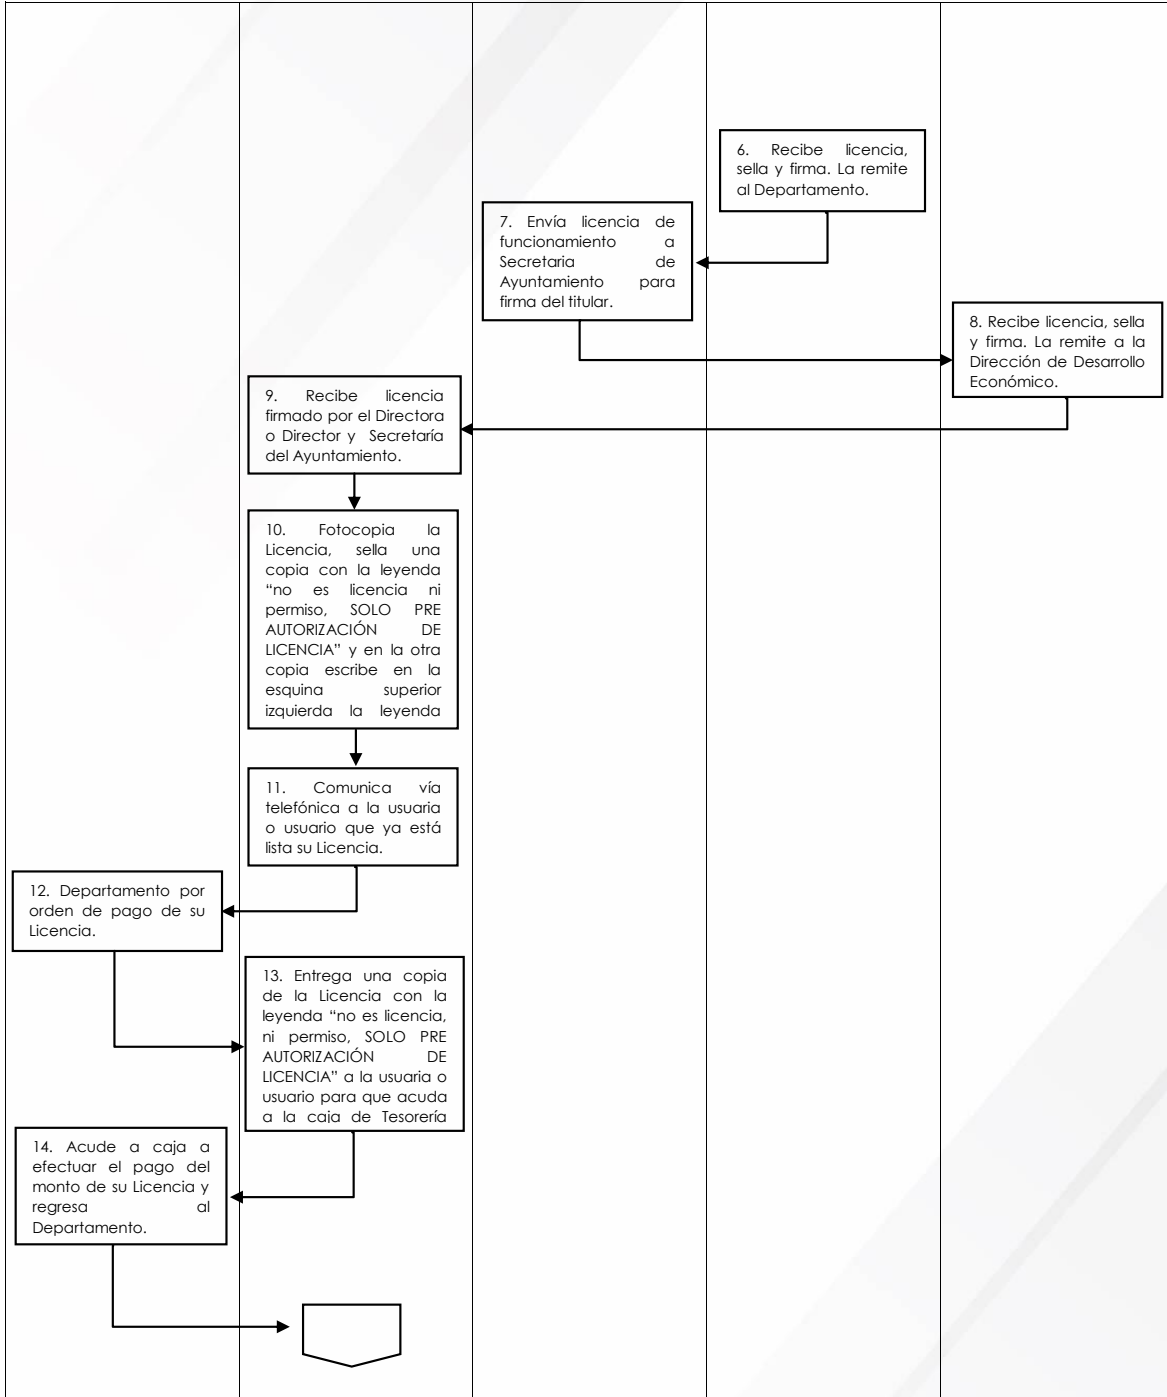 6. Recibe licencia,
sella y firma. La remite
al Departamento.
7. Envía licencia de
funcionamiento a
Secretaria de
Ayuntamiento para
firma del titular.
8. Recibe licencia, sella
y firma. La remite a la
Dirección de Desarrollo
Económico.
9. Recibe licencia
firmado por el Directora
o Director y Secretaría
del Ayuntamiento.
10. Fotocopia la
Licencia, sella una
copia con la leyenda
“no es licencia ni
permiso, SOLO PRE
AUTORIZACIÓN DE
LICENCIA” y en la otra
copia escribe en la
esquina superior
izquierda la leyenda
11. Comunica vía
telefónica a la usuaria
o usuario que ya está
lista su Licencia.
12. Departamento por
orden de pago de su
Licencia.
13. Entrega una copia
de la Licencia con la
leyenda “no es licencia,
ni permiso, SOLO PRE
AUTORIZACIÓN DE
LICENCIA” a la usuaria o
usuario para que acuda
a la caja de Tesorería
14. Acude a caja a
efectuar el pago del
monto de su Licencia y
regresa al
Departamento.